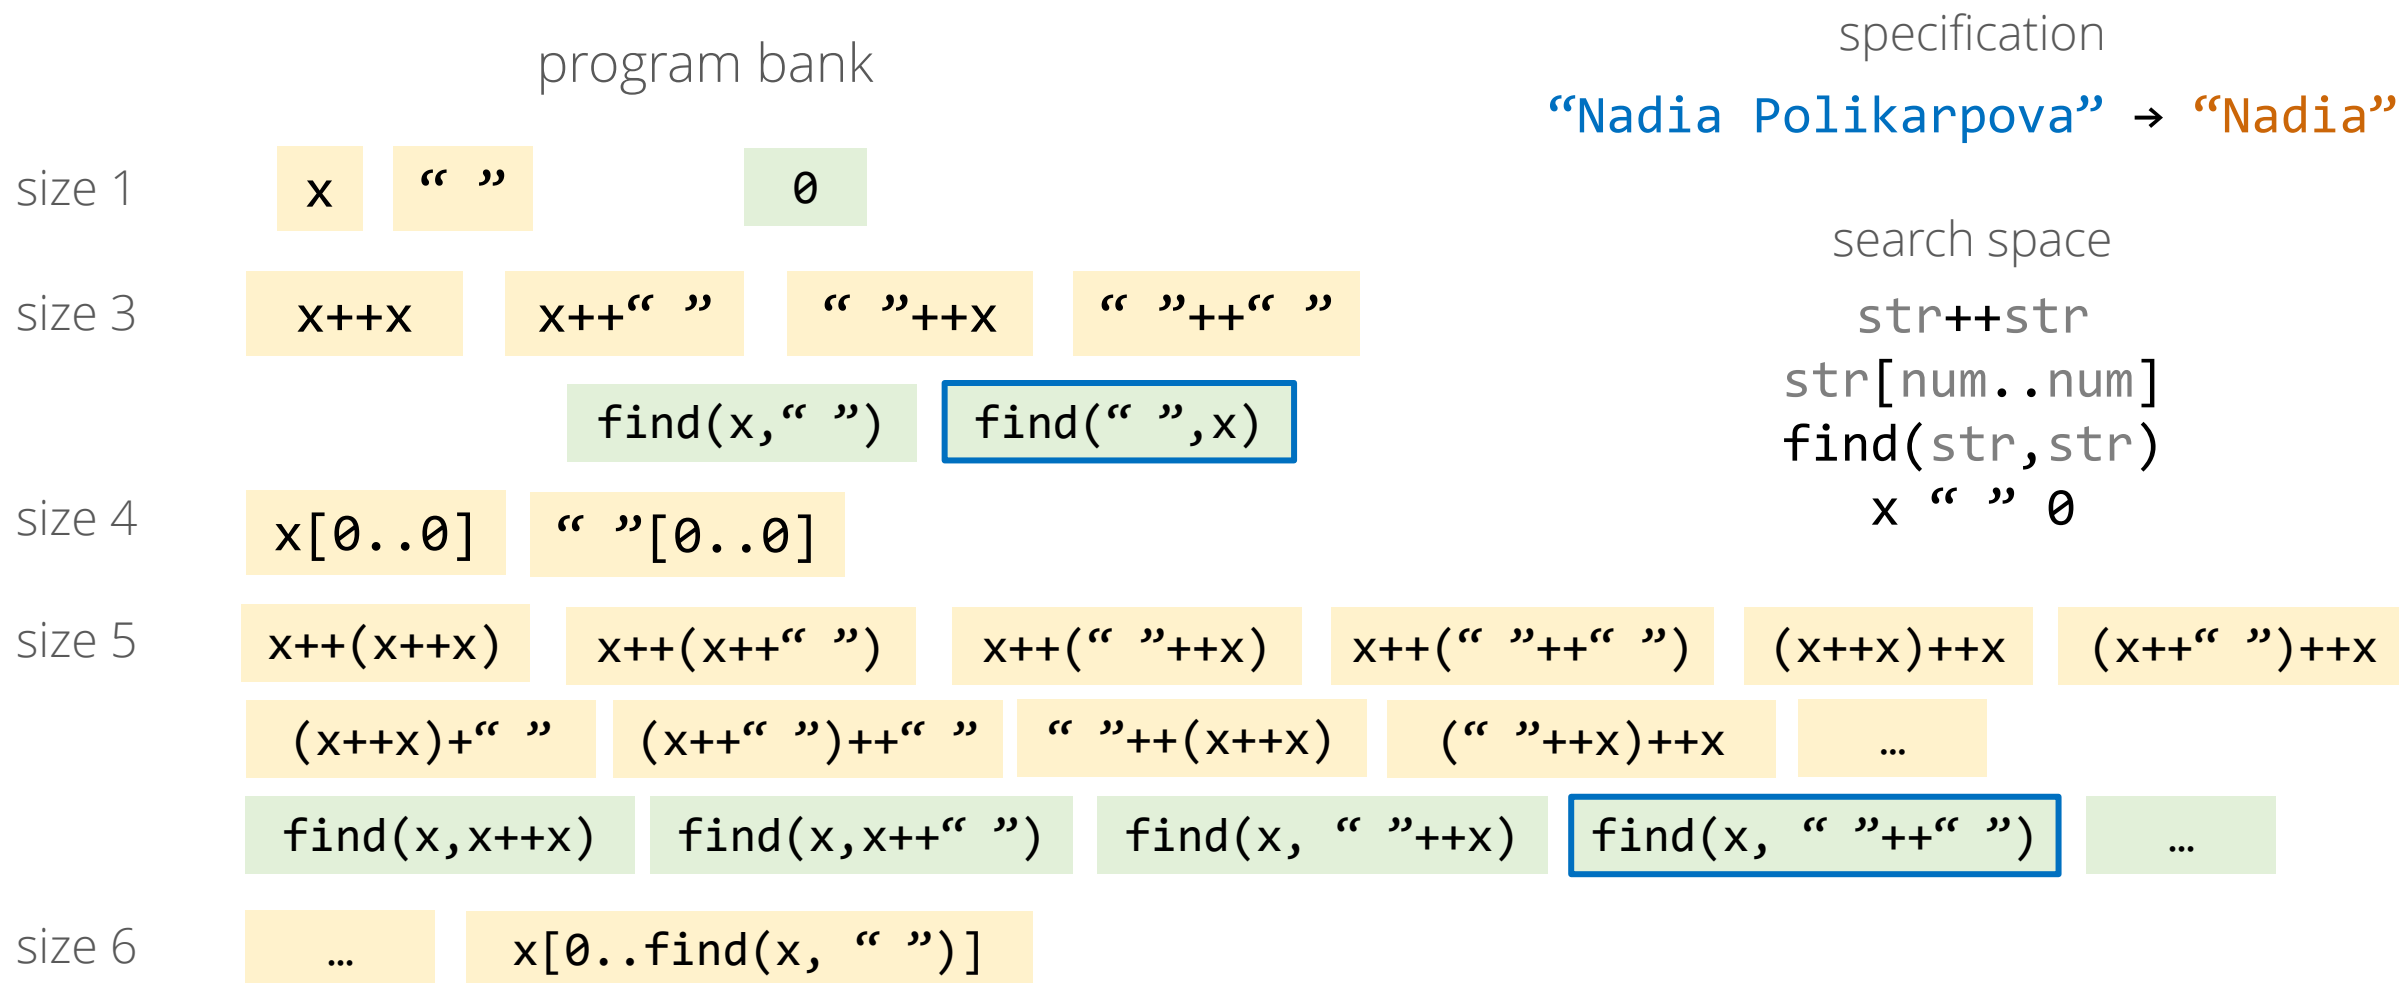 program bank
size 1
x
“ ”
0
size 3
x++x
x++“ ”
“ ”++x
“ ”++“ ”
find(x,“ ”)
find(“ ”,x)
size 4
x[0..0]
“ ”[0..0]
size 5
x++(x++x)
x++(x++“ ”)
x++(“ ”++x)
x++(“ ”++“ ”)
(x++x)++x
(x++“ ”)++x
(x++x)+“ ”
(x++“ ”)++“ ”
“ ”++(x++x)
(“ ”++x)++x
…
find(x,x++x)
find(x,x++“ ”)
find(x, “ ”++x)
find(x, “ ”++“ ”)
…
size 6
…
x[0..find(x, “ ”)]
specification
“Nadia Polikarpova” → “Nadia”
search space
str++str
str[num..num]
find(str,str)
x “ ” 0